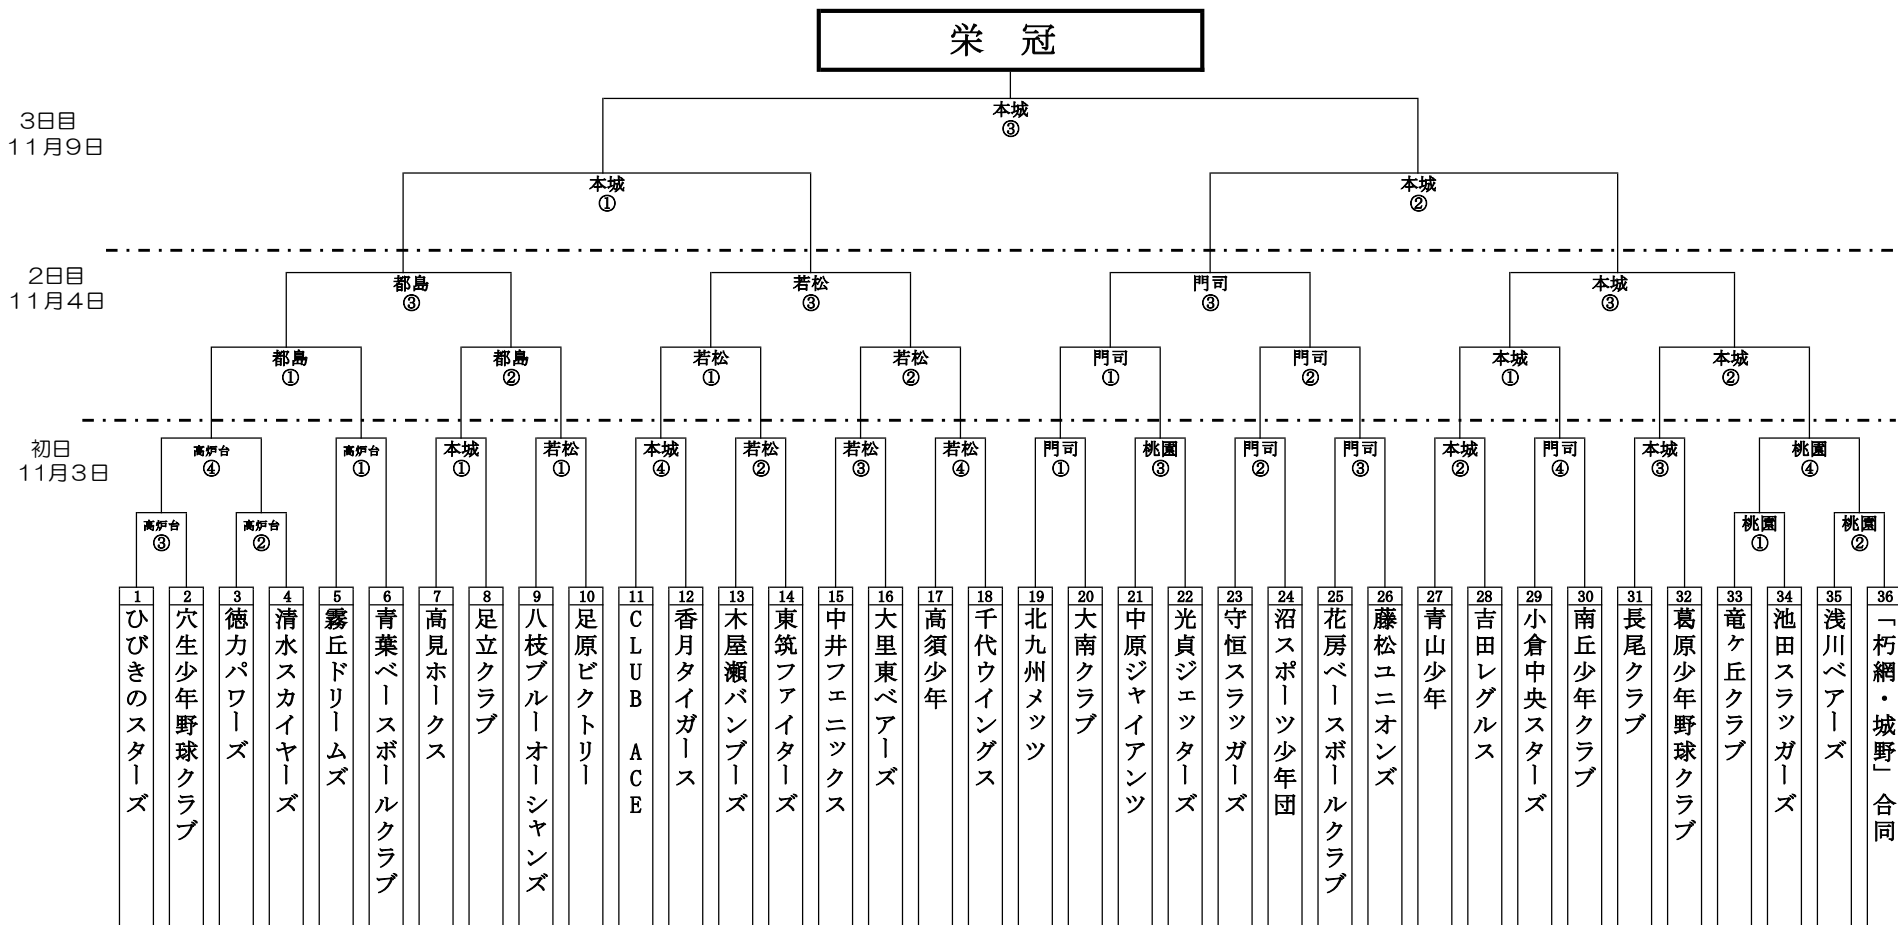 栄 冠
本城
③
3日目
11月9日
本城
①
本城
②
2日目
11月4日
都島
③
若松
③
門司
③
本城
③
都島
①
都島
②
若松
①
若松
②
門司
①
門司
②
本城
①
本城
②
初日
11月3日
高炉台
④
高炉台
①
本城
①
若松
①
本城
④
若松
②
若松
③
若松
④
門司
①
桃園
③
門司
②
門司
③
本城
②
門司
④
本城
③
桃園
④
高炉台
③
高炉台
②
桃園
①
桃園
②
1
ひびきのスターズ
2
穴生少年野球クラブ
3
徳力パワーズ
4
清水スカイヤーズ
5
霧丘ドリームズ
6
青葉ベースボールクラブ
7
高見ホークス
8
足立クラブ
9
八枝ブルーオーシャンズ
10
足原ビクトリー
11
CLUB ACE
12
香月タイガース
13
木屋瀬バンブーズ
14
東筑ファイターズ
15
中井フェニックス
16
大里東ベアーズ
17
高須少年
18
千代ウイングス
19
北九州メッツ
20
大南クラブ
21
中原ジャイアンツ
22
光貞ジェッターズ
23
守恒スラッガーズ
24
沼スポーツ少年団
25
花房ベースボールクラブ
26
藤松ユニオンズ
27
青山少年
28
吉田レグルス
29
小倉中央スターズ
30
南丘少年クラブ
31
長尾クラブ
32
葛原少年野球クラブ
33
竜ケ丘クラブ
34
池田スラッガーズ
35
浅川ベアーズ
36
「朽網・城野」合同